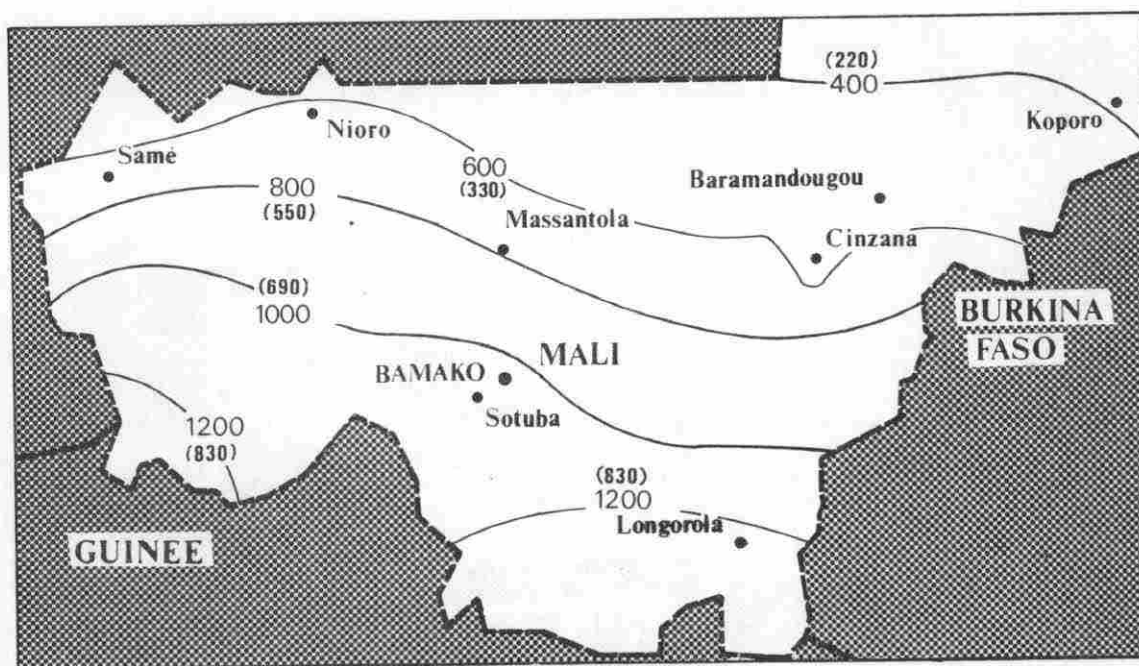 (220)
400
Koporo
Nioro
Samé
600
(330)
Baramandougou
800
(550)
Massantola
Cinzana
(690)
1000
BURKINA
FASO
MALI
BAMAKO
Sotuba
1200
(830)
(830)
1200
Longorola
GUINEE